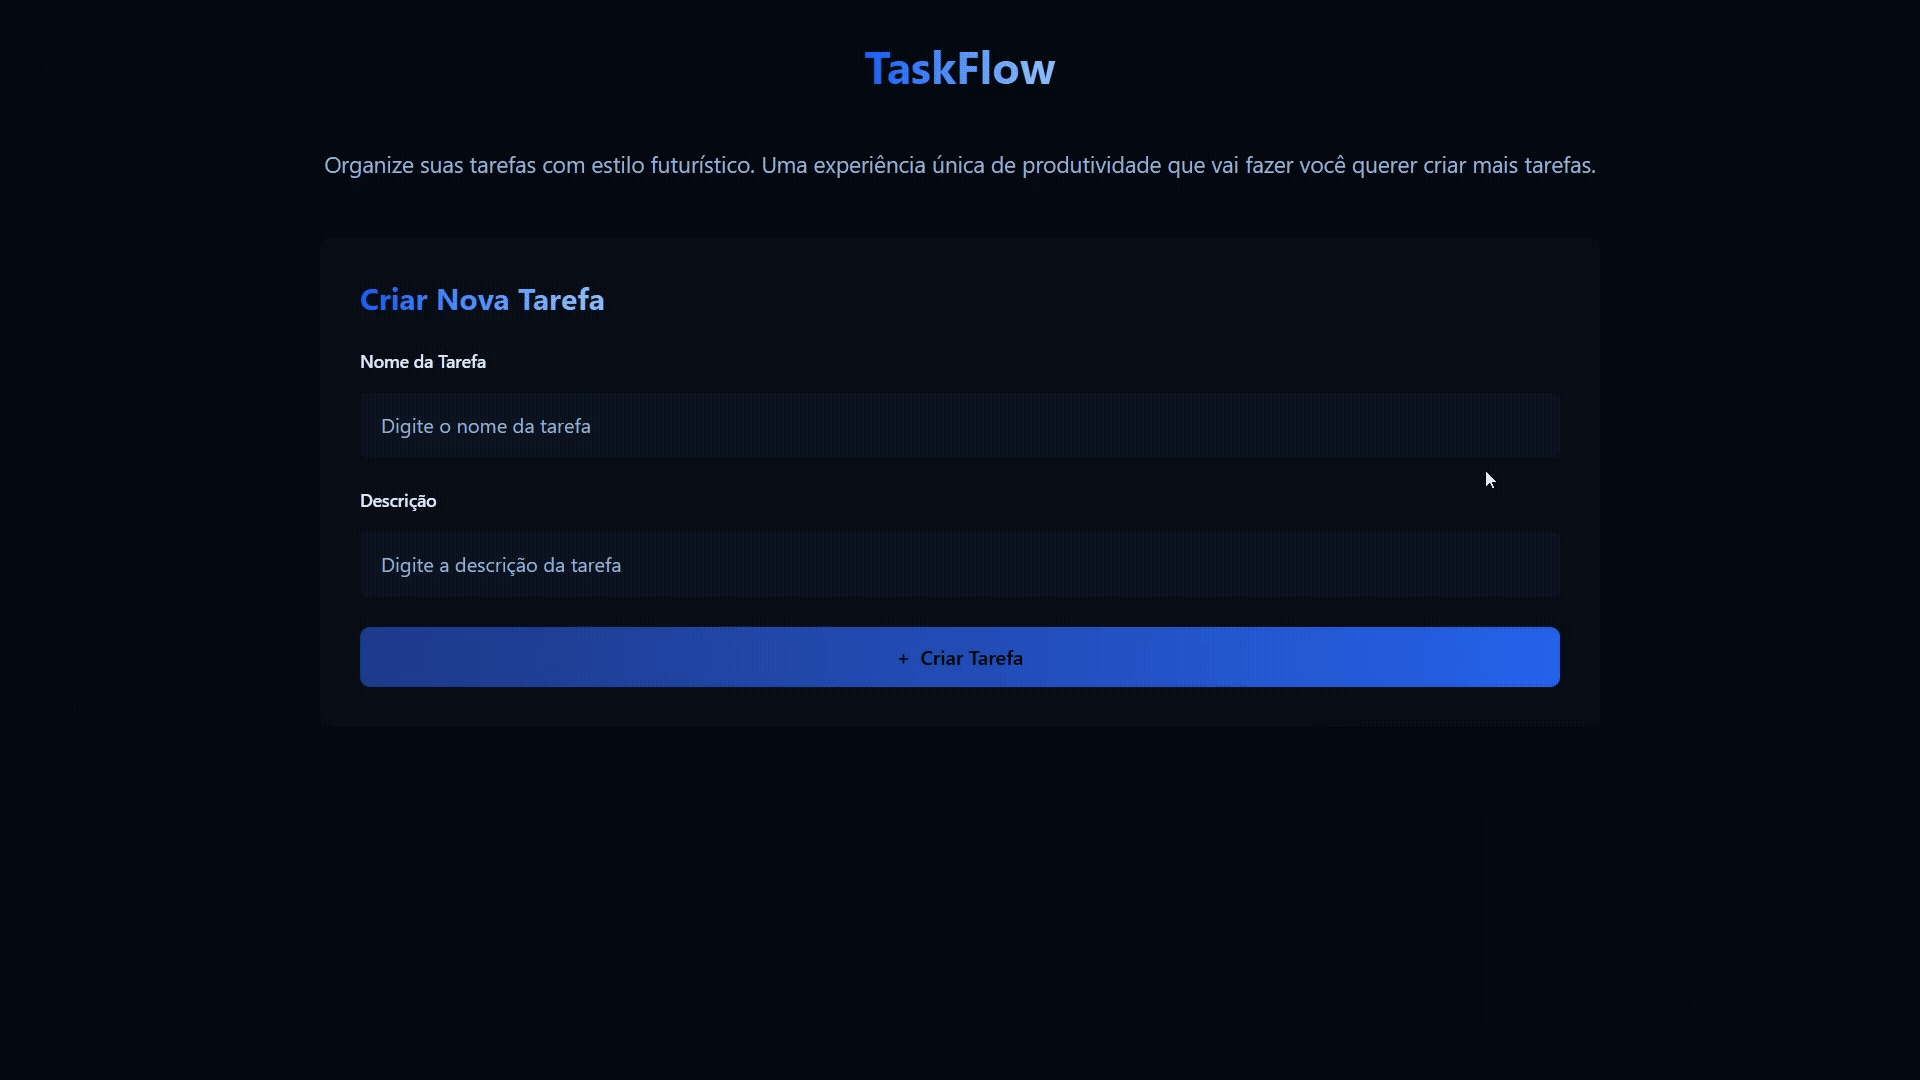 TaskFlow
Organize suas tarefas com estilo futurístico. Uma experiência única de produtividade que vai fazer você querer criar mais tarefas.
Criar Nova Tarefa
Nome da Tarefa
Digite o nome da tarefa
Descrição
Digite a descrição da tarefa
+ Criar Tarefa